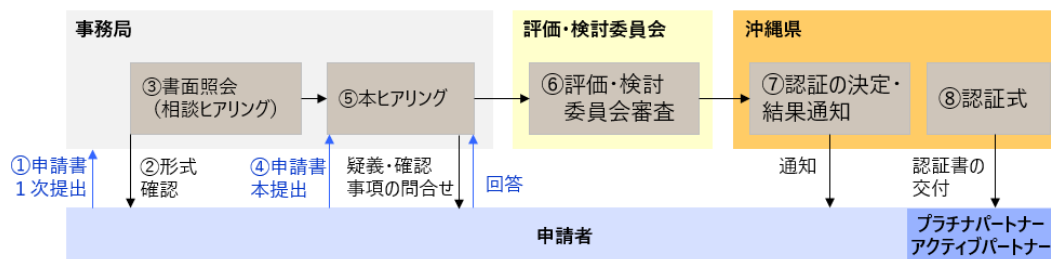 事務局
評価・検討委員会
沖縄県
③書面照会
(相談ヒアリング)
⑤本ヒアリング
⑥評価・検討
委員会審査
⑦認証の決定・
結果通知
⑧認証式
①申請書
1次提出
②形式
確認
④申請書
本提出
疑義・確認
事項の問合せ
回答
通知
認証書の
交付
申請者
プラチナパートナー
アクティブパートナー